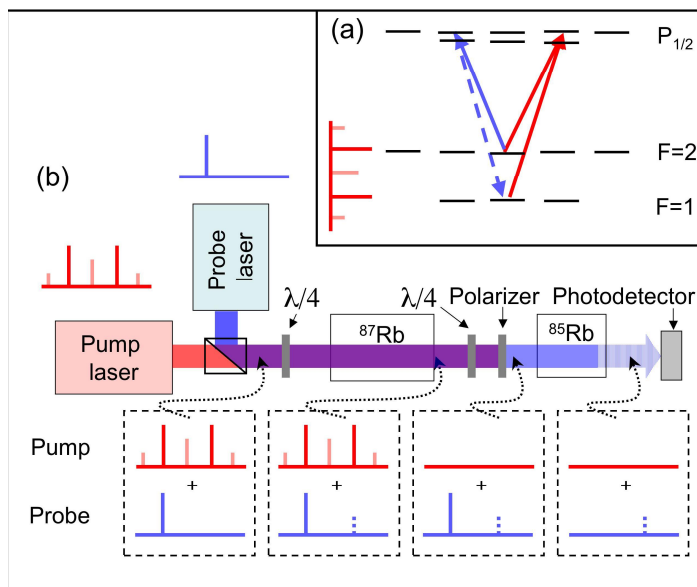 (a)
P1/2
F=2
F=1
(b)
Probe
laser
Pump
laser
λ/4
87Rb
λ/4
Polarizer
85Rb
Photodetector
Pump
+
+
+
+
Probe